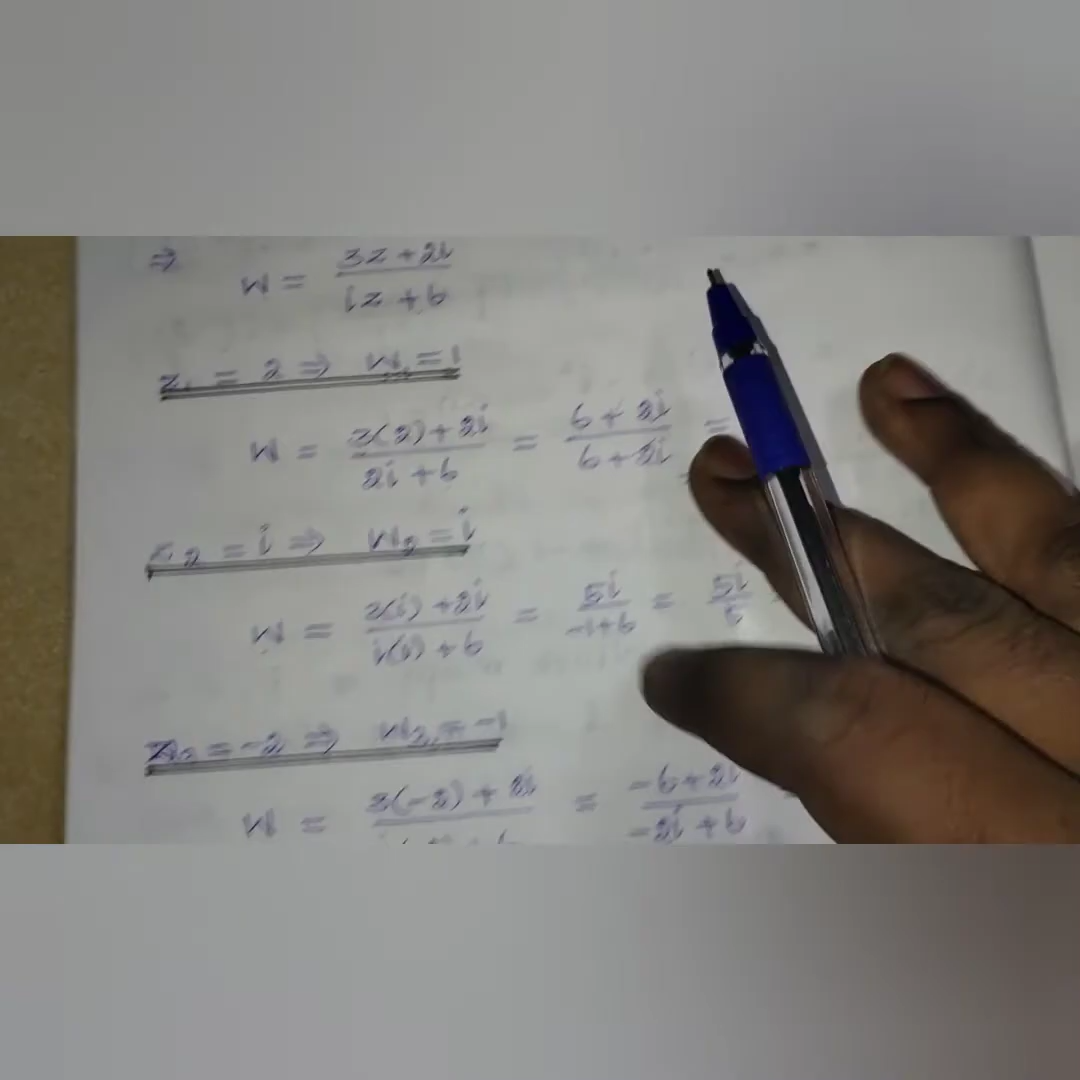 ⇒ w = (3z + 2i)/(iz + 6)
z₁ = 2 ⇒ w₁ = 1
w = (3(2) + 2i)/(2i + 6) = (6 + 2i)/(6 + 2i) =
z₂ = i ⇒ w₂ = i
w = (3(i) + 2i)/(i(i) + 6) = 5i/(-1+6) = 5i/5
z₃ = -2 ⇒ w₃ = -1
w = 3(-2) + 2i = (-6 + 2i)/(-2i + 6)